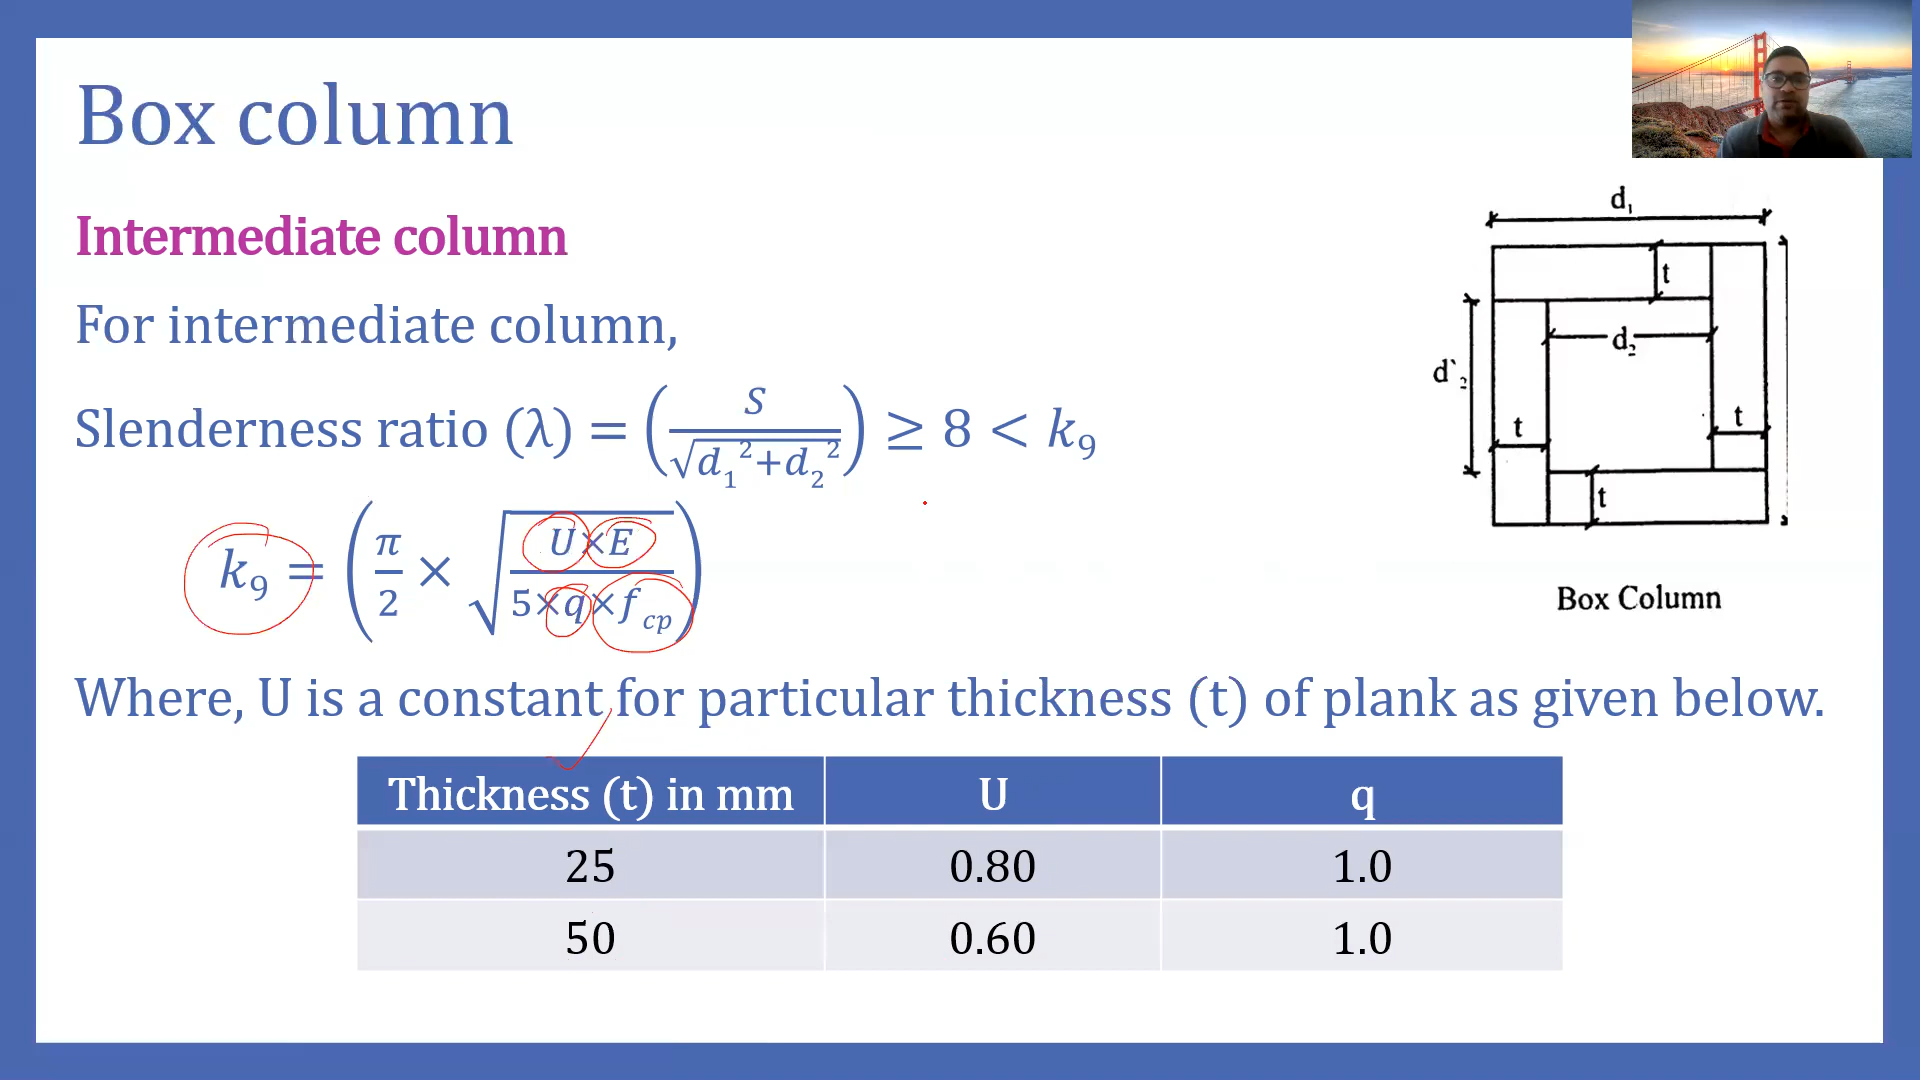 Box column
Intermediate column
For intermediate column,
Slenderness ratio (λ) = (S / √(d₁² + d₂²)) ≥ 8 < k₉
k₉ = (π/2 × √(U×E / 5×q×f_cp))
Where, U is a constant for particular thickness (t) of plank as given below.
Thickness (t) in mm U q
25 0.80 1.0
50 0.60 1.0
d₁
t
d₂
d`₂
t
t
t
Box Column